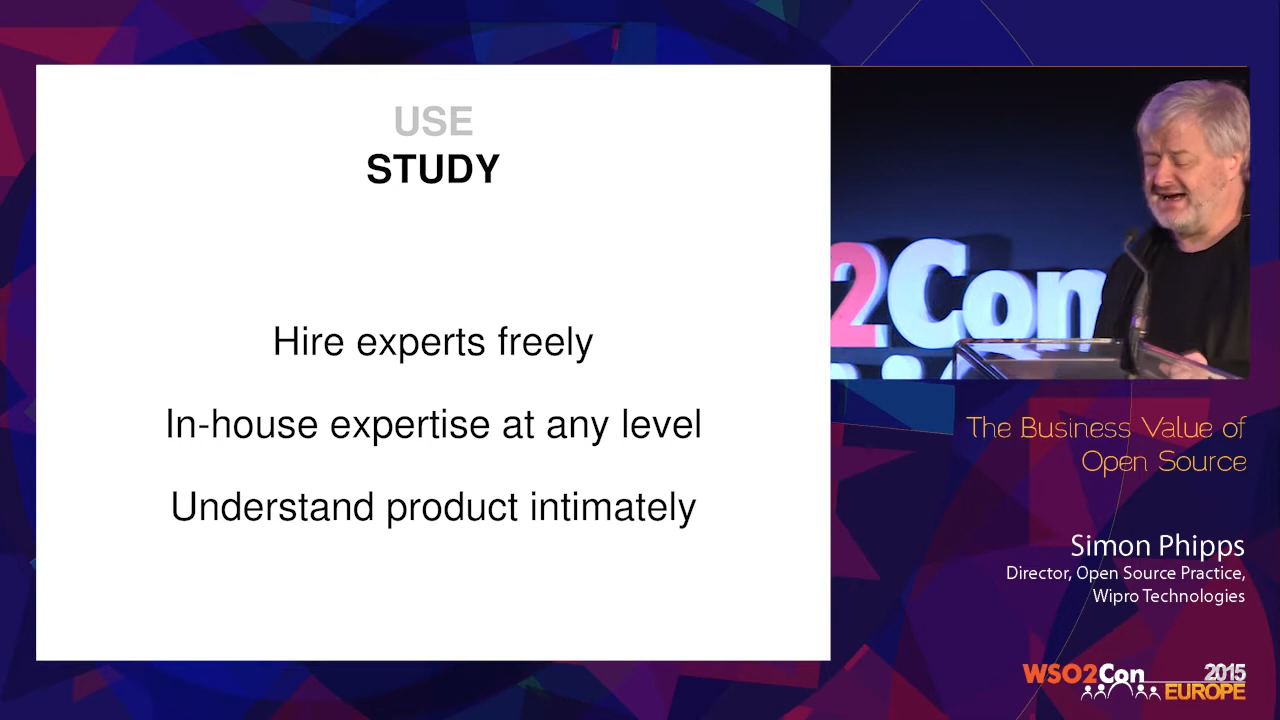 USE
STUDY
Hire experts freely
In-house expertise at any level
Understand product intimately
2Con
The Business Value of
Open Source
Simon Phipps
Director, Open Source Practice,
Wipro Technologies
WSO2Con 2015
EUROPE